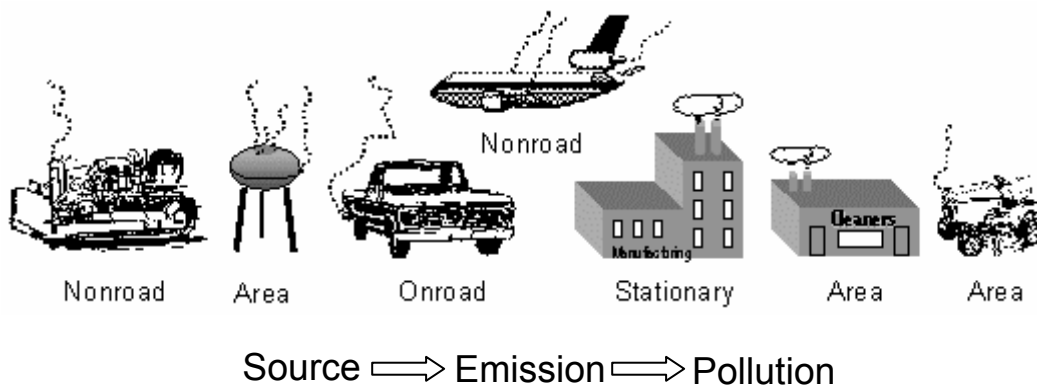 Nonroad
Cleaners
Manufacturing
Nonroad Area Onroad Stationary Area Area
Source Emission Pollution